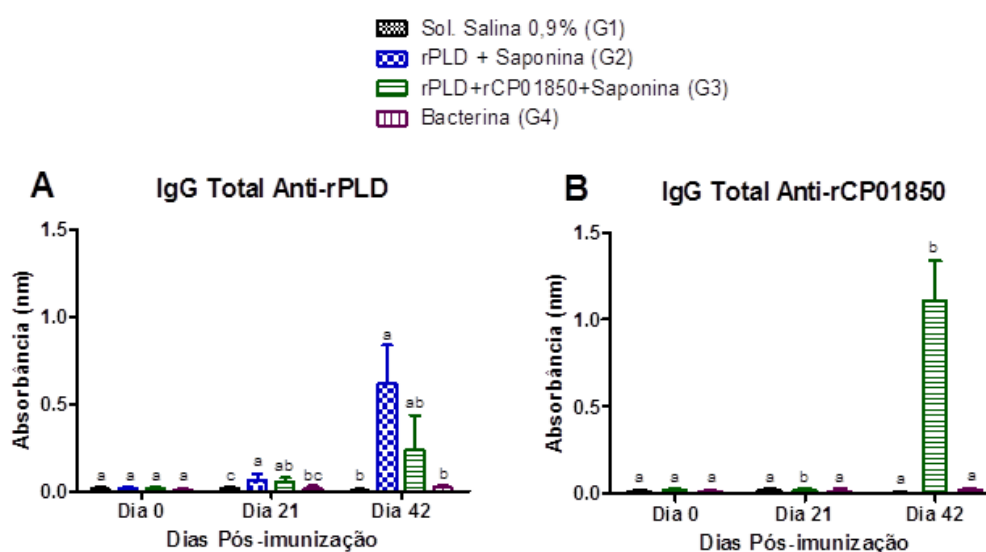 Sol. Salina 0,9% (G1)
rPLD + Saponina (G2)
rPLD+rCP01850+Saponina (G3)
Bacterina (G4)
A
IgG Total Anti-rPLD
Absorbância (nm)
1.5
1.0
0.5
0.0
a a a a
c a ab bc
b a ab b
Dia 0 Dia 21 Dia 42
Dias Pós-imunização
B
IgG Total Anti-rCP01850
Absorbância (nm)
1.5
1.0
0.5
0.0
a a a
a b a
a b a
Dia 0 Dia 21 Dia 42
Dias Pós-imunização